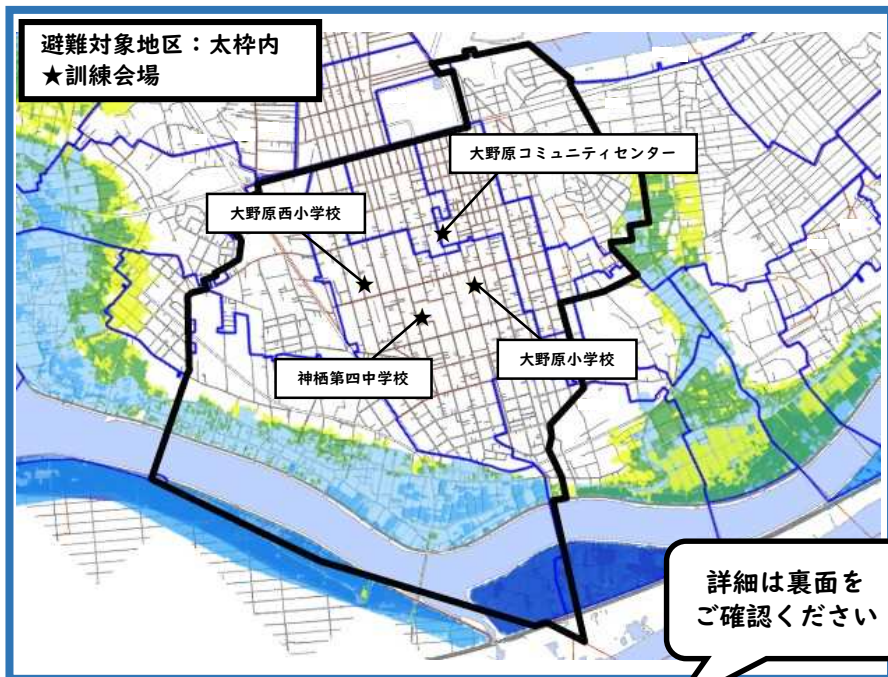 避難対象地区：太枠内
★訓練会場
大野原コミュニティセンター
大野原西小学校
神栖第四中学校
大野原小学校
詳細は裏面を
ご確認ください